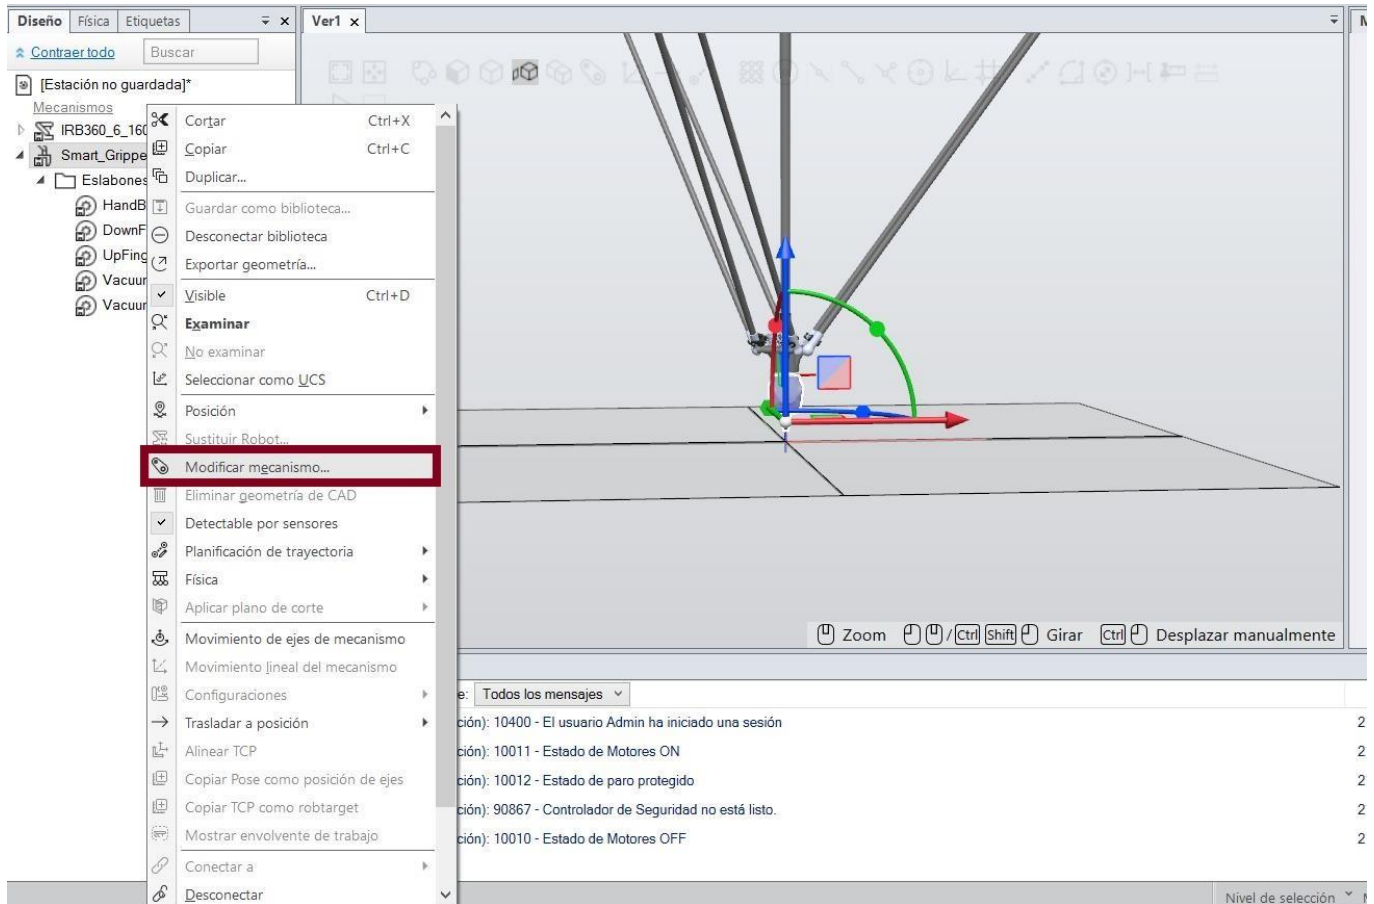 Diseño Física Etiquetas
Contraer todo Buscar
[Estación no guardada]*
Mecanismos
IRB360_6_160
Smart_Grippe
Eslabones
HandB
DownF
UpFing
Vacuur
Vacuur
Cortar Ctrl+X
Copiar Ctrl+C
Duplicar...
Guardar como biblioteca...
Desconectar biblioteca
Exportar geometría...
Visible Ctrl+D
Examinar
No examinar
Seleccionar como UCS
Posición
Sustituir Robot...
Modificar mecanismo...
Eliminar geometría de CAD
Detectable por sensores
Planificación de trayectoria
Física
Aplicar plano de corte
Movimiento de ejes de mecanismo
Movimiento lineal del mecanismo
Configuraciones
Trasladar a posición
Alinear TCP
Copiar Pose como posición de ejes
Copiar TCP como robtarget
Mostrar envolvente de trabajo
Conectar a
Desconectar
Ver1
Zoom / Ctrl Shift Girar Ctrl Desplazar manualmente
e: Todos los mensajes
ción): 10400 - El usuario Admin ha iniciado una sesión 2
ción): 10011 - Estado de Motores ON 2
ción): 10012 - Estado de paro protegido 2
ción): 90867 - Controlador de Seguridad no está listo. 2
ción): 10010 - Estado de Motores OFF 2
Nivel de selección